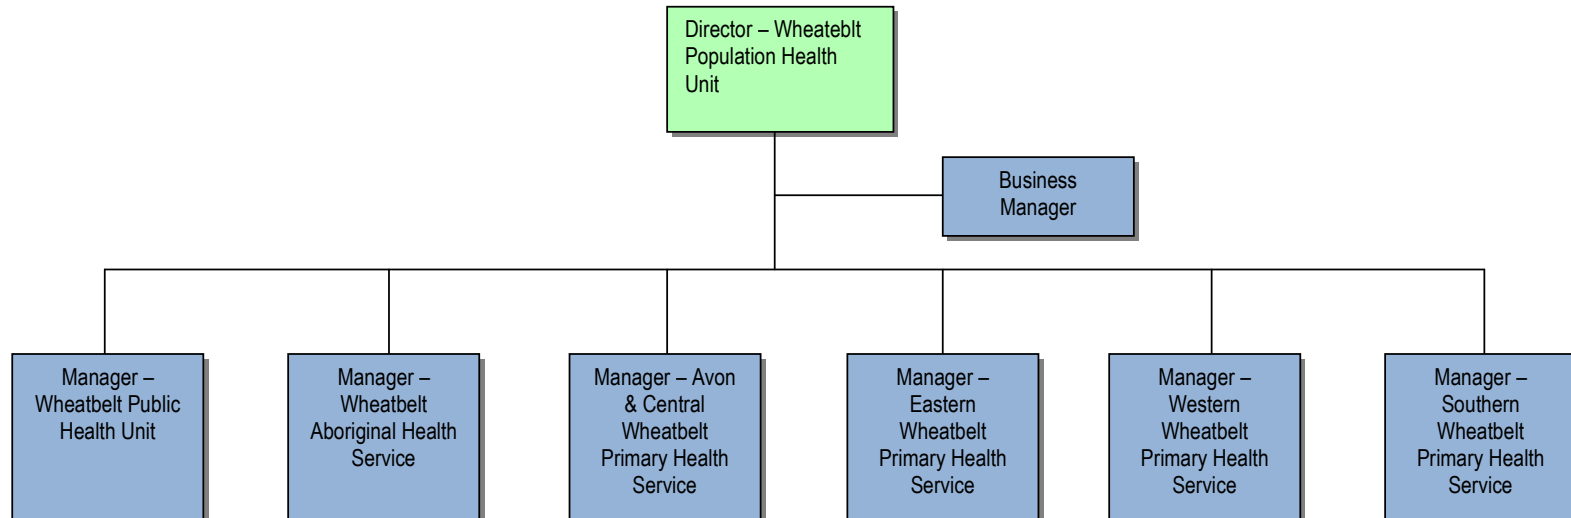 Director – Wheateblt
Population Health
Unit
Business
Manager
Manager –
Wheatbelt Public
Health Unit
Manager –
Wheatbelt
Aboriginal Health
Service
Manager – Avon
& Central
Wheatbelt
Primary Health
Service
Manager –
Eastern
Wheatbelt
Primary Health
Service
Manager –
Western
Wheatbelt
Primary Health
Service
Manager –
Southern
Wheatbelt
Primary Health
Service